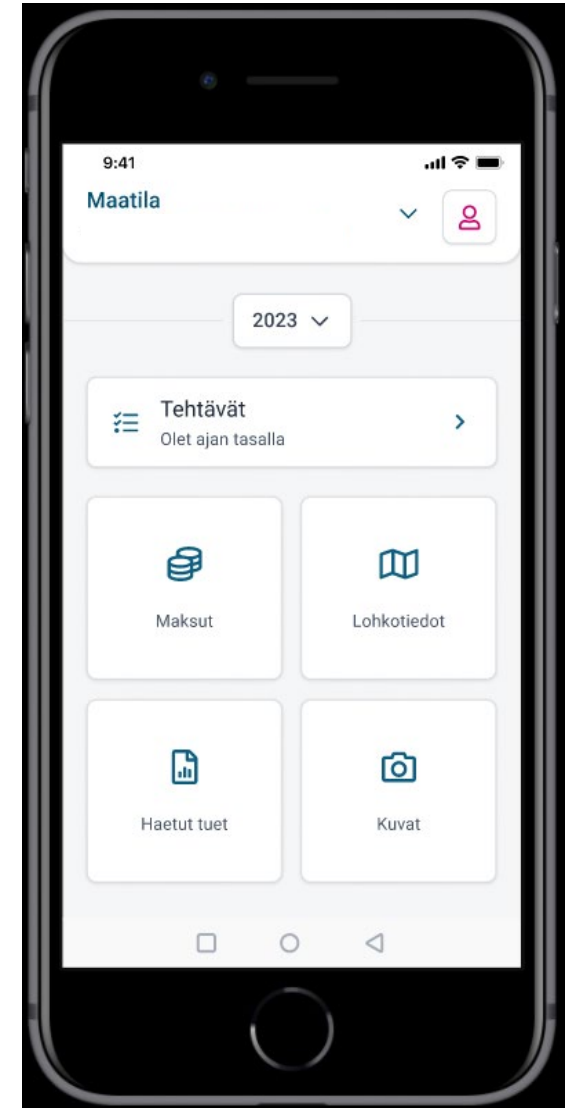 9:41
Maatila
2023
Tehtävät
Olet ajan tasalla
Maksut
Lohkotiedot
Haetut tuet
Kuvat